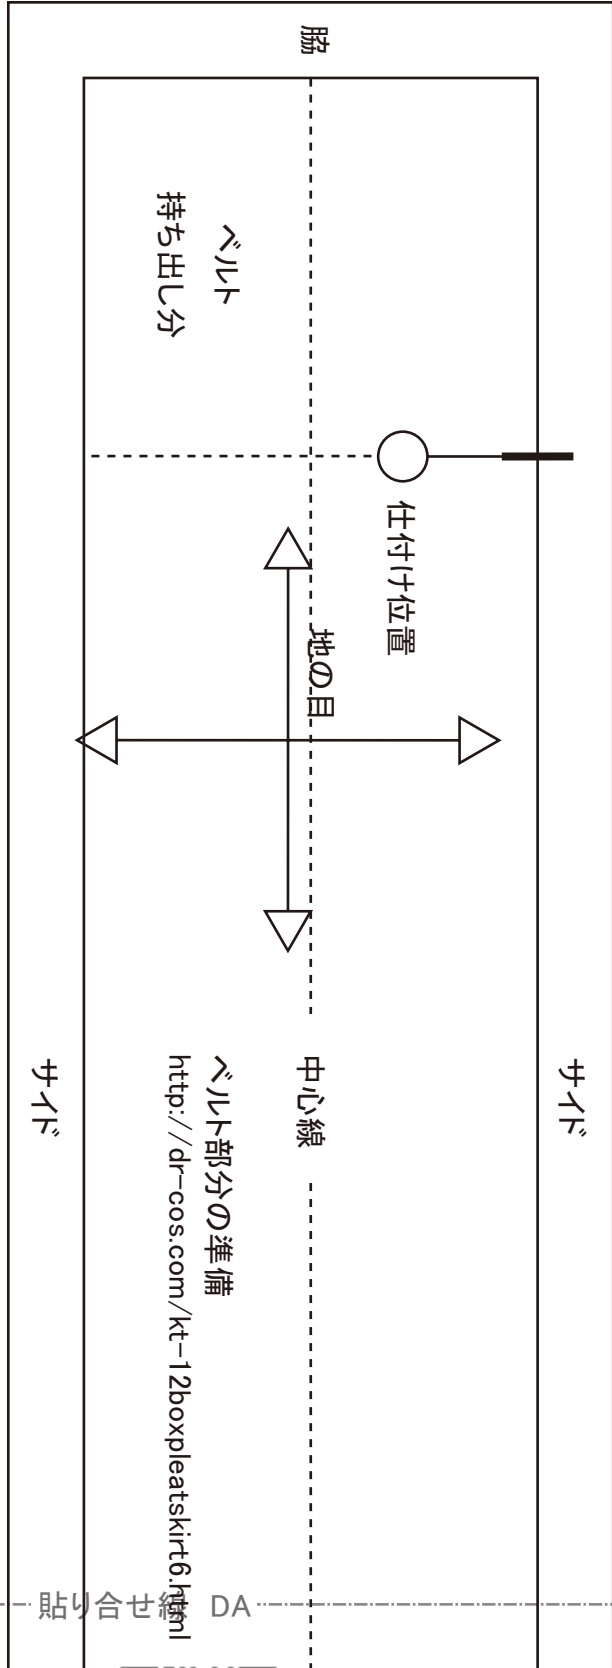 脇
ベルト
持ち出し分
仕付け位置
地の目
サイド
中心線
ベルト部分の準備
http://dr-cos.com/kt-12boxpleatskirt6.html
サイド
貼り合せ線 DA